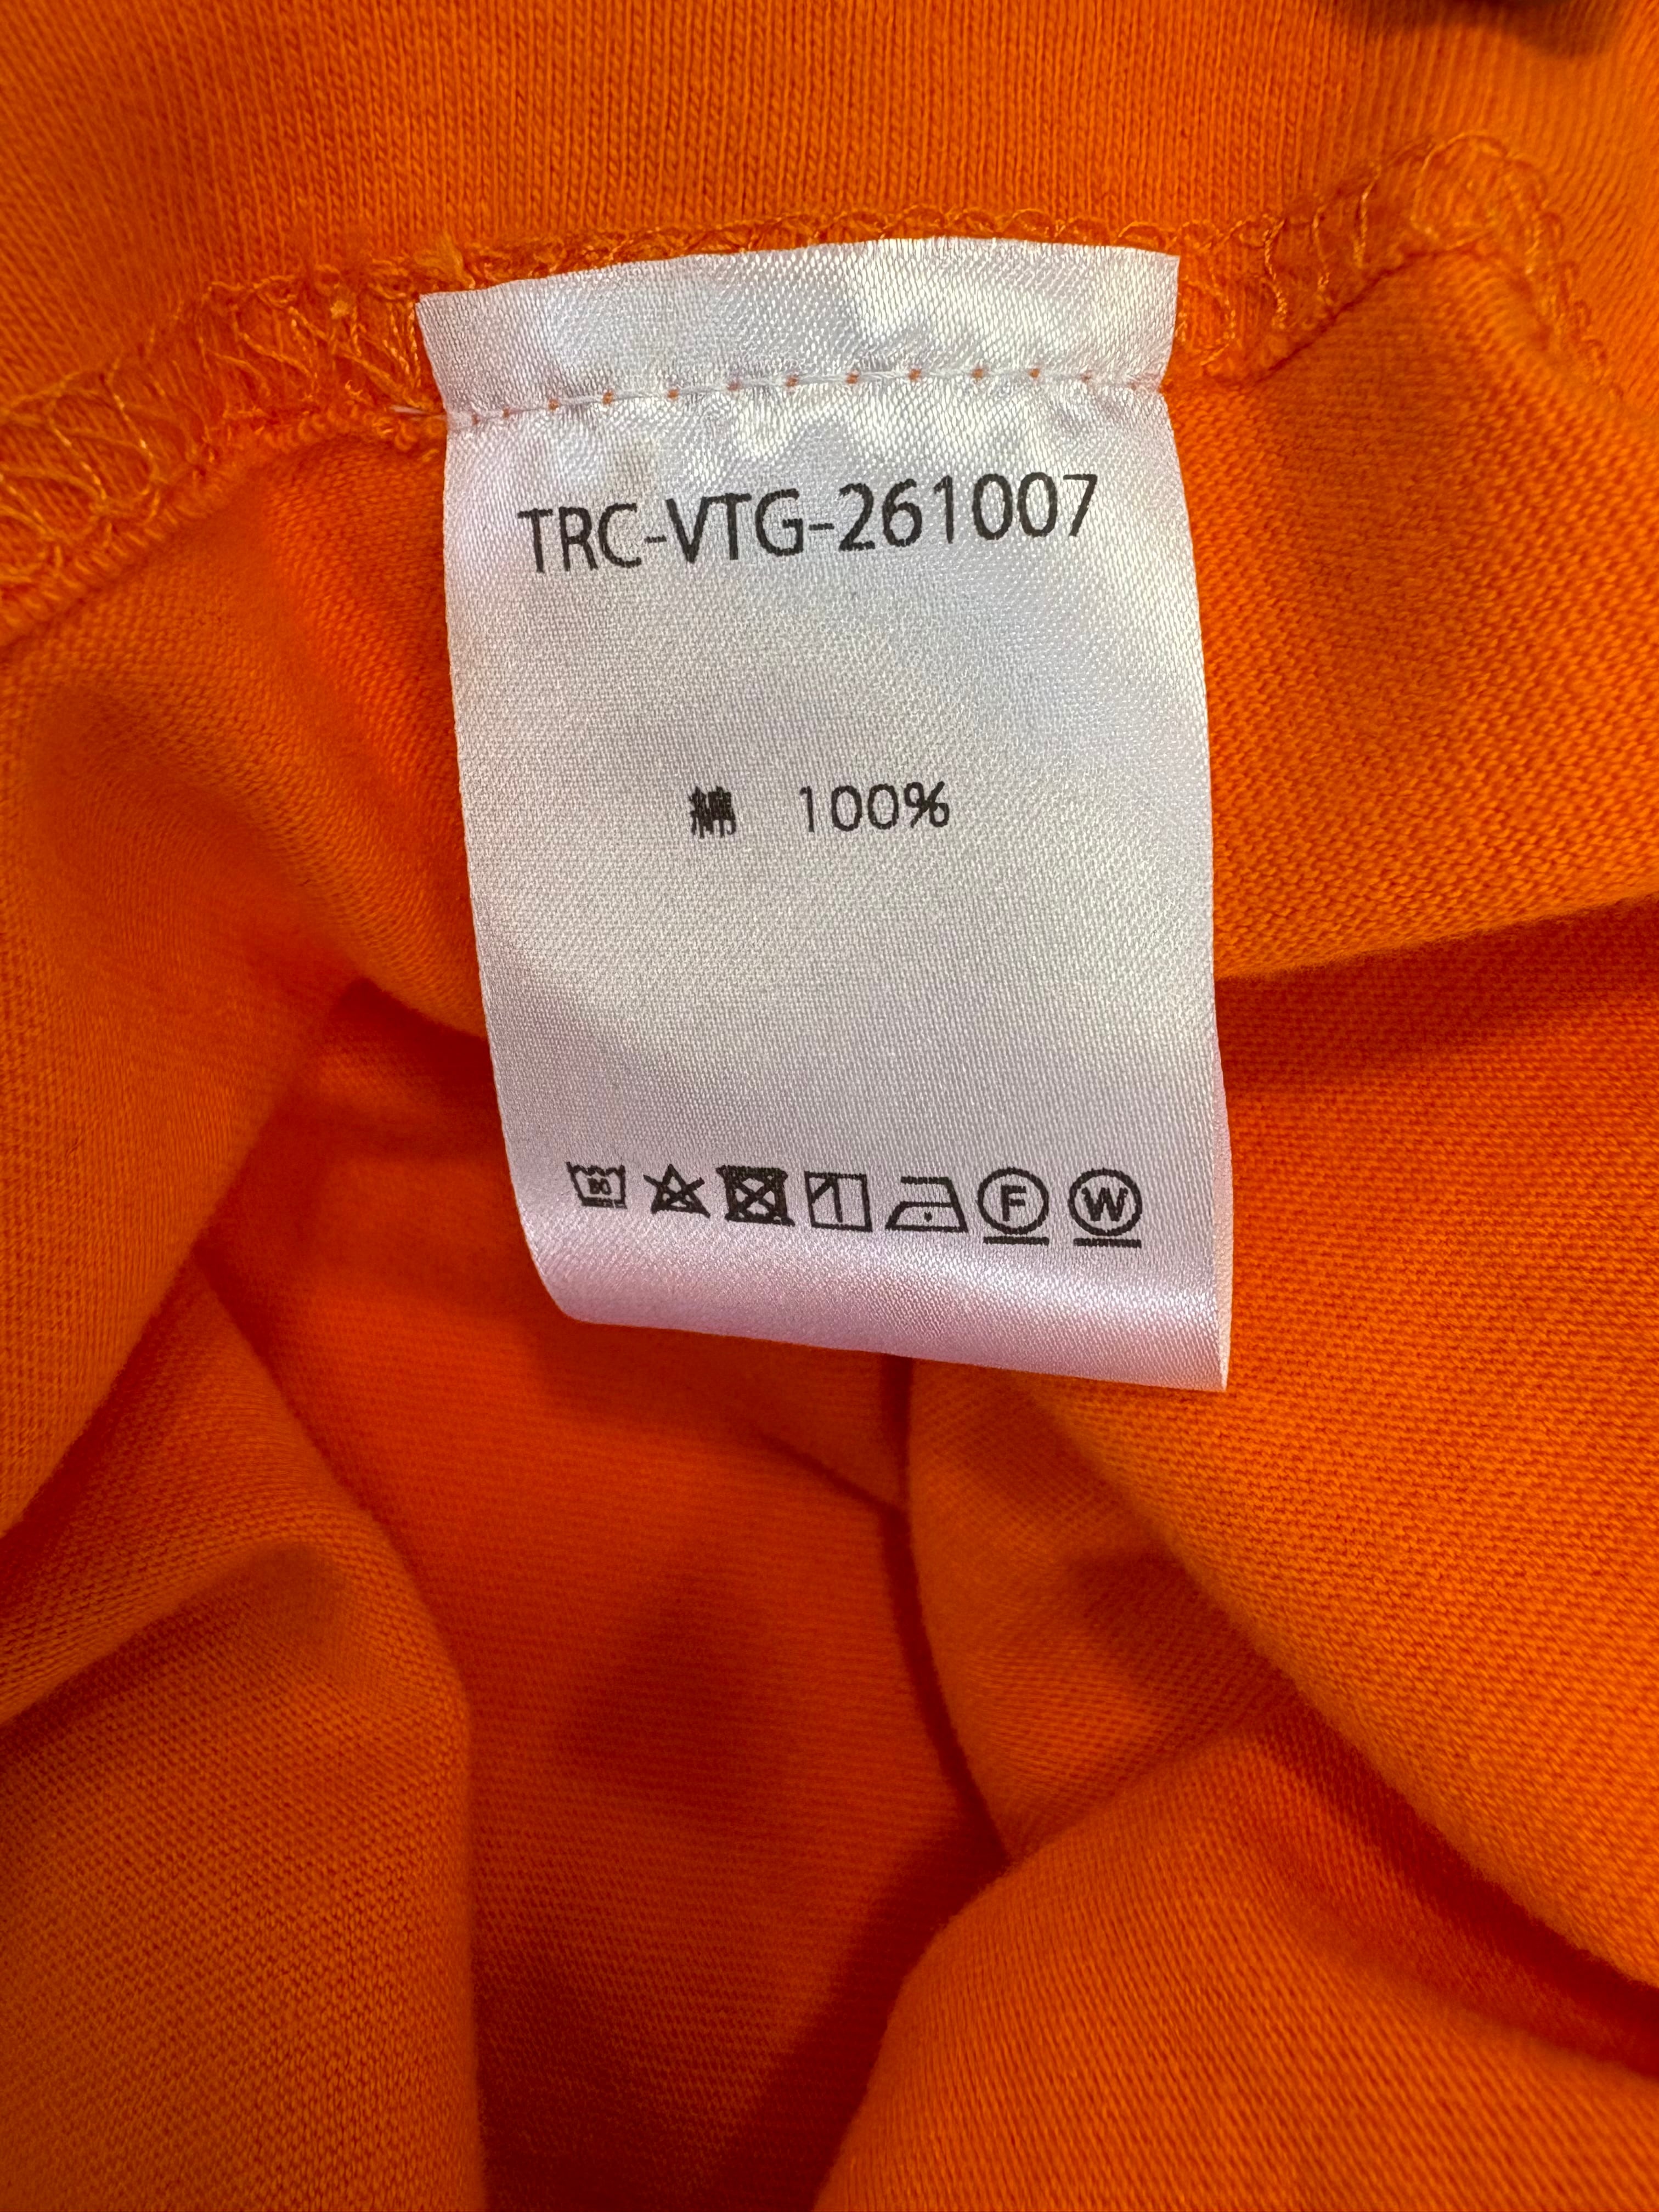 TRC-VTG-261007
綿 100%
F W